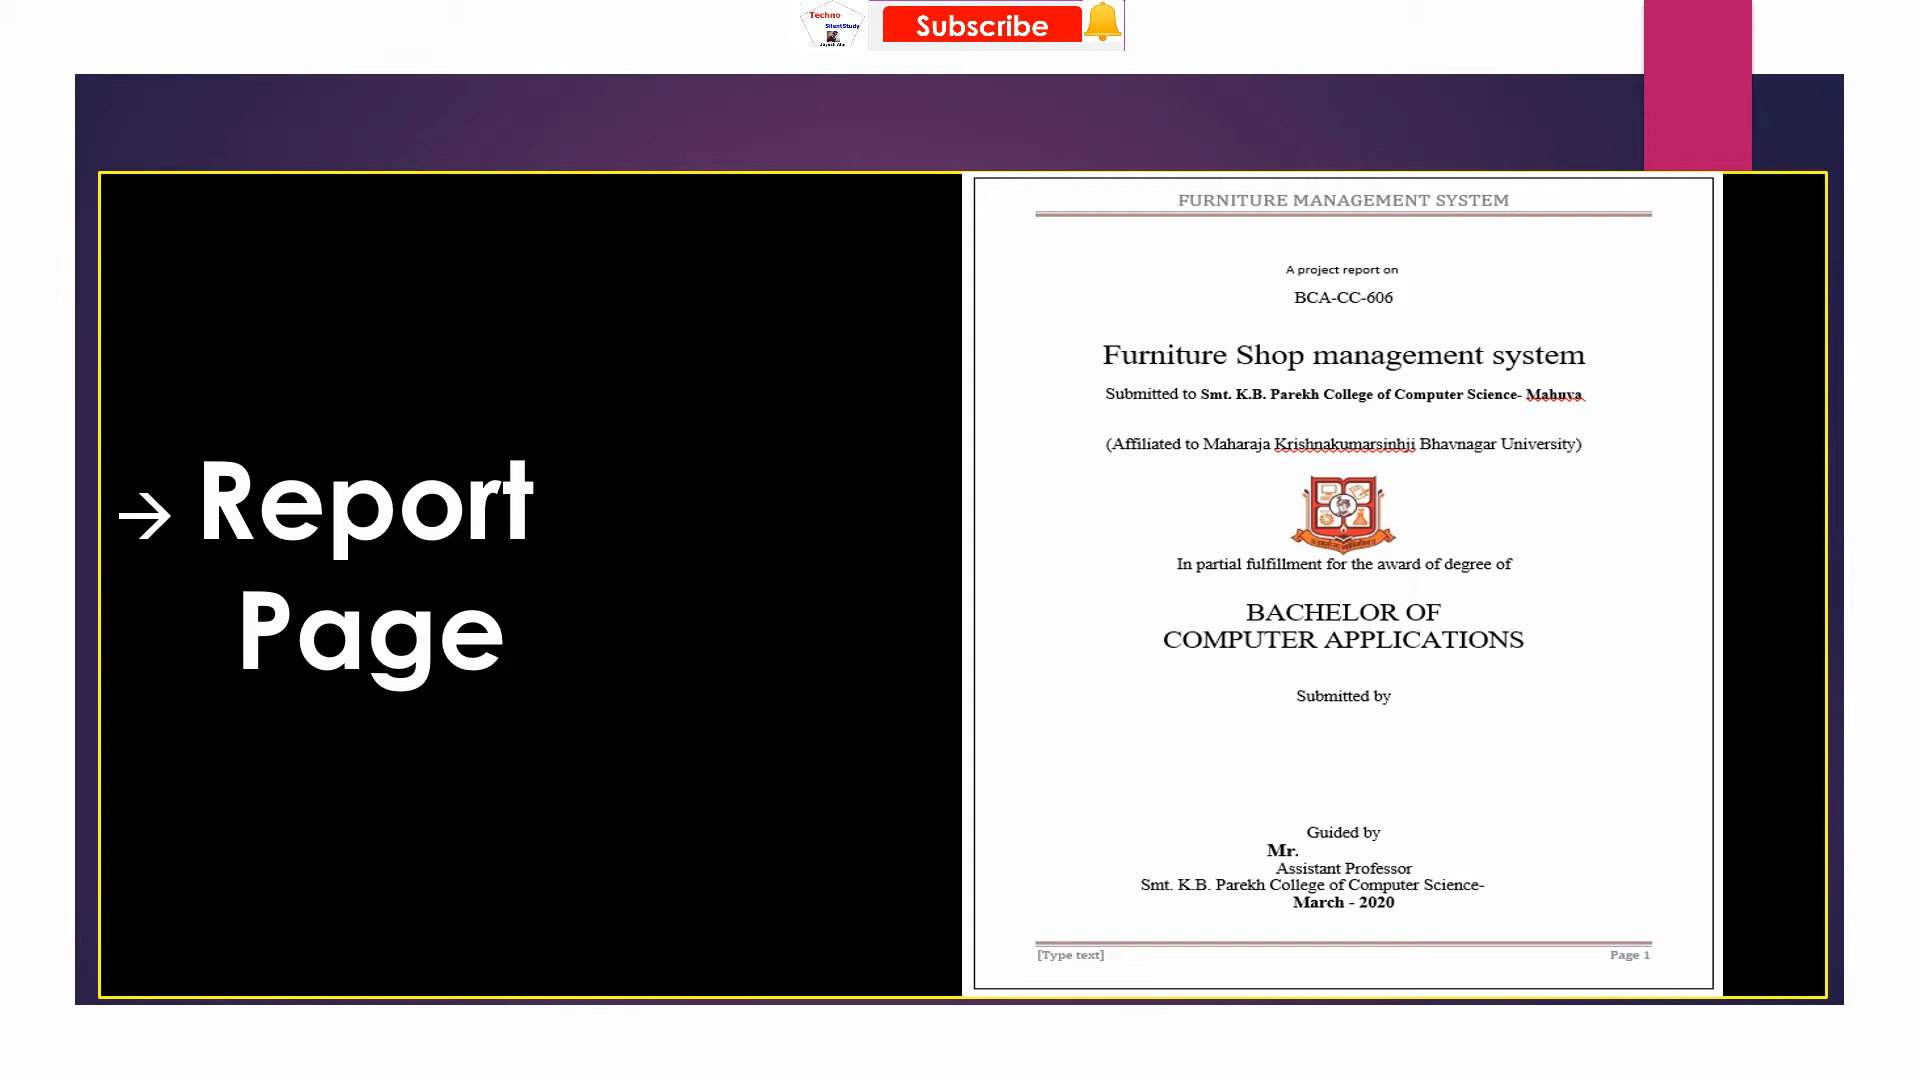 Techno
SilentStudy
Subscribe
→ Report
Page
FURNITURE MANAGEMENT SYSTEM
A project report on
BCA-CC-606
Furniture Shop management system
Submitted to Smt. K.B. Parekh College of Computer Science- Mahuva
(Affiliated to Maharaja Krishnakumarsinhji Bhavnagar University)
In partial fulfillment for the award of degree of
BACHELOR OF
COMPUTER APPLICATIONS
Submitted by
Guided by
Mr.
Assistant Professor
Smt. K.B. Parekh College of Computer Science-
March - 2020
[Type text]
Page 1